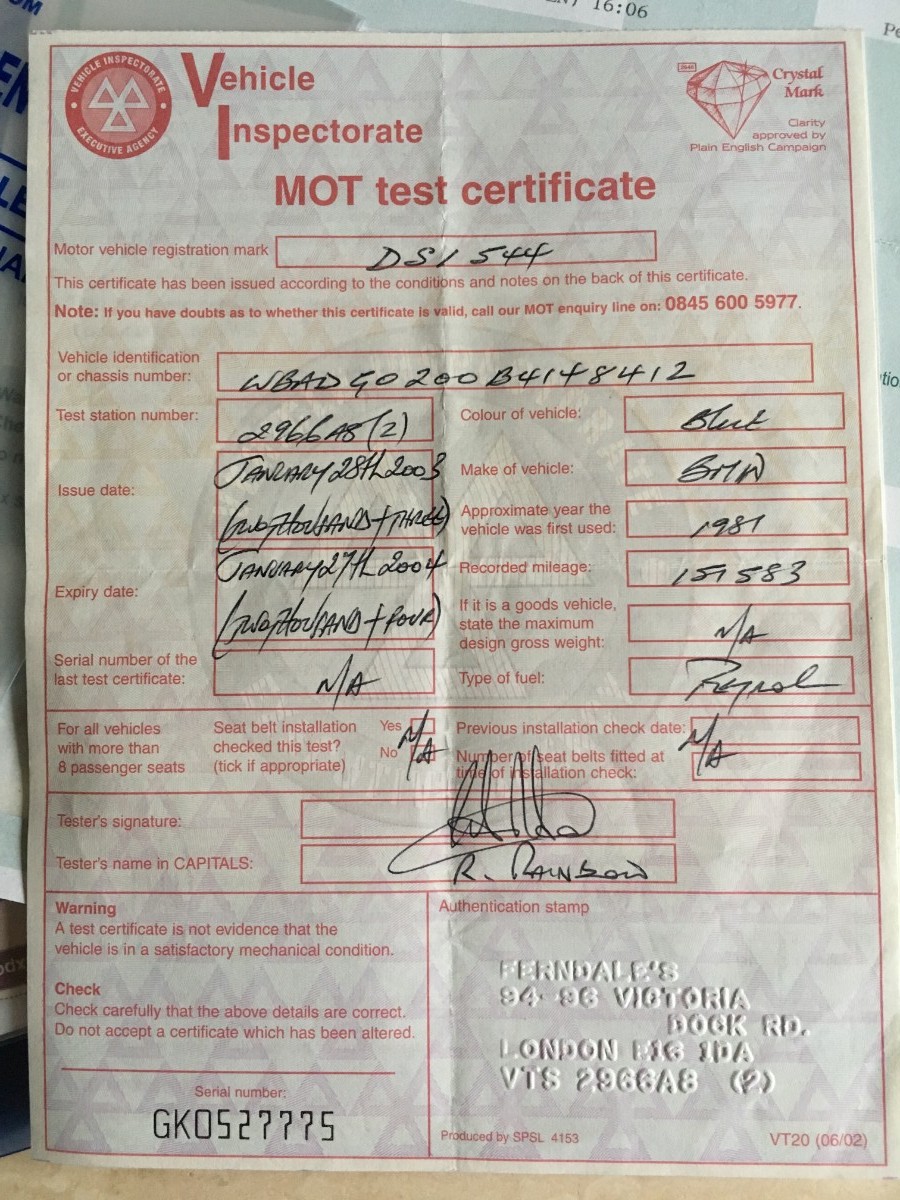 16:06
VEHICLE INSPECTORATE
EXECUTIVE AGENCY
Vehicle
Inspectorate
Crystal
Mark
Clarity
approved by
Plain English Campaign
MOT test certificate
Motor vehicle registration mark DSI 544
This certificate has been issued according to the conditions and notes on the back of this certificate.
Note: If you have doubts as to whether this certificate is valid, call our MOT enquiry line on: 0845 600 5977.
Vehicle identification
or chassis number: WBADG0200B4148412
Test station number: 2966A8 (2)
Colour of vehicle:
Issue date: JANUARY 28th 2003
(TWO THOUSAND + THREE)
Make of vehicle: BMW
Approximate year the
vehicle was first used: 1987
Expiry date: JANUARY 27th 2004
(TWO THOUSAND + FOUR)
Recorded mileage: 151583
If it is a goods vehicle,
state the maximum
design gross weight: N/A
Serial number of the
last test certificate: N/A
Type of fuel: Petrol
For all vehicles
with more than
8 passenger seats
Seat belt installation
checked this test?
(tick if appropriate)
Yes
No
N/A
Previous installation check date: N/A
Number of seat belts fitted at
time of installation check:
Tester's signature:
Tester's name in CAPITALS: R. RAINBOW
Warning
A test certificate is not evidence that the
vehicle is in a satisfactory mechanical condition.
Check
Check carefully that the above details are correct.
Do not accept a certificate which has been altered.
Serial number:
GK0527775
Authentication stamp
FERNDALE'S
94-96 VICTORIA
DOCK RD.
LONDON E16 1DA
VTS 2966A8 (2)
Produced by SPSL 4153
VT20 (06/02)